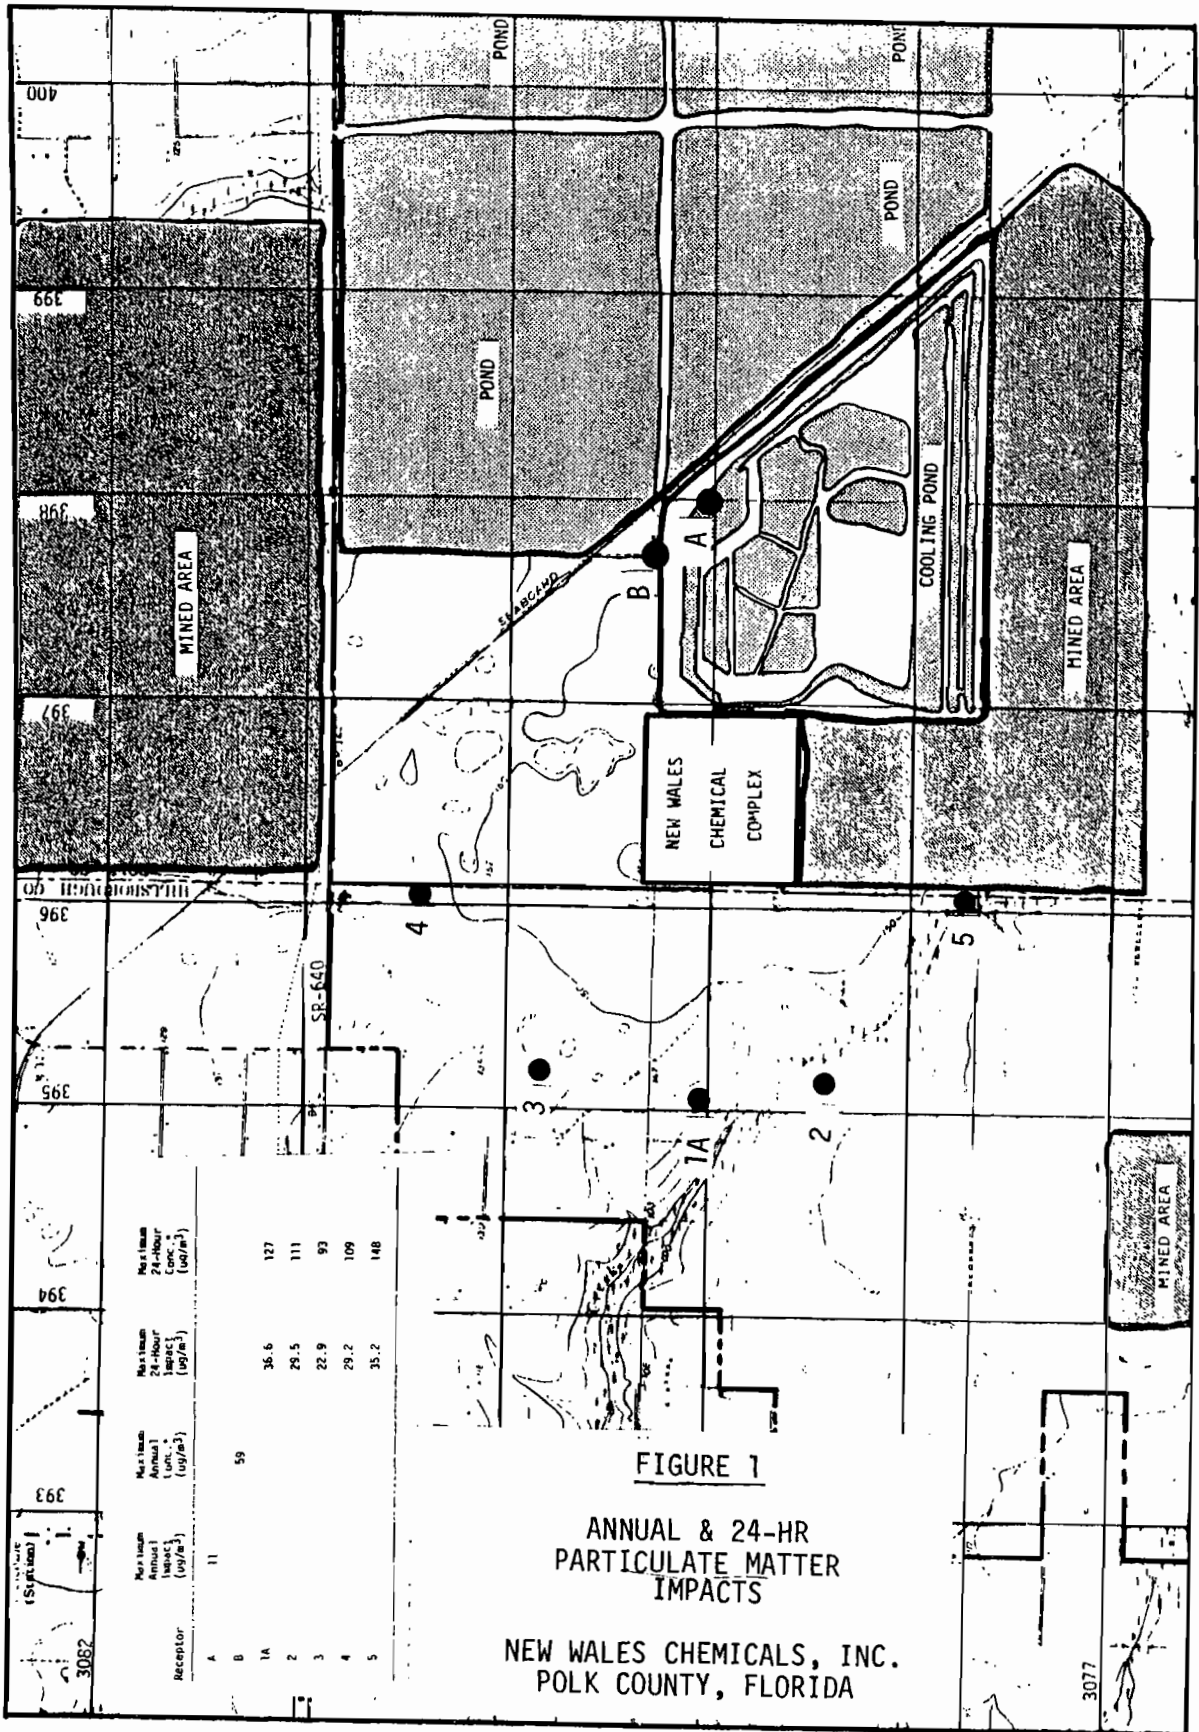 400
399
398
397
396
395
394
393
3082
3077
POND
POND
POND
POND
MINED AREA
MINED AREA
MINED AREA
COOLING POND
SEABOARD
HILLSBOROUGH CO
SR-640
NEW WALES
CHEMICAL
COMPLEX
A
B
4
3
1A
2
5
(Station)
Receptor
Maximum Annual Impact (ug/m³)
Maximum Annual Conc.* (ug/m³)
Maximum 24-Hour Impact (ug/m³)
Maximum 24-Hour Conc.* (ug/m³)
A 11
B 59
1A 36.6 127
2 29.5 111
3 22.9 93
4 29.2 109
5 35.2 148
FIGURE 1
ANNUAL & 24-HR
PARTICULATE MATTER
IMPACTS
NEW WALES CHEMICALS, INC.
POLK COUNTY, FLORIDA